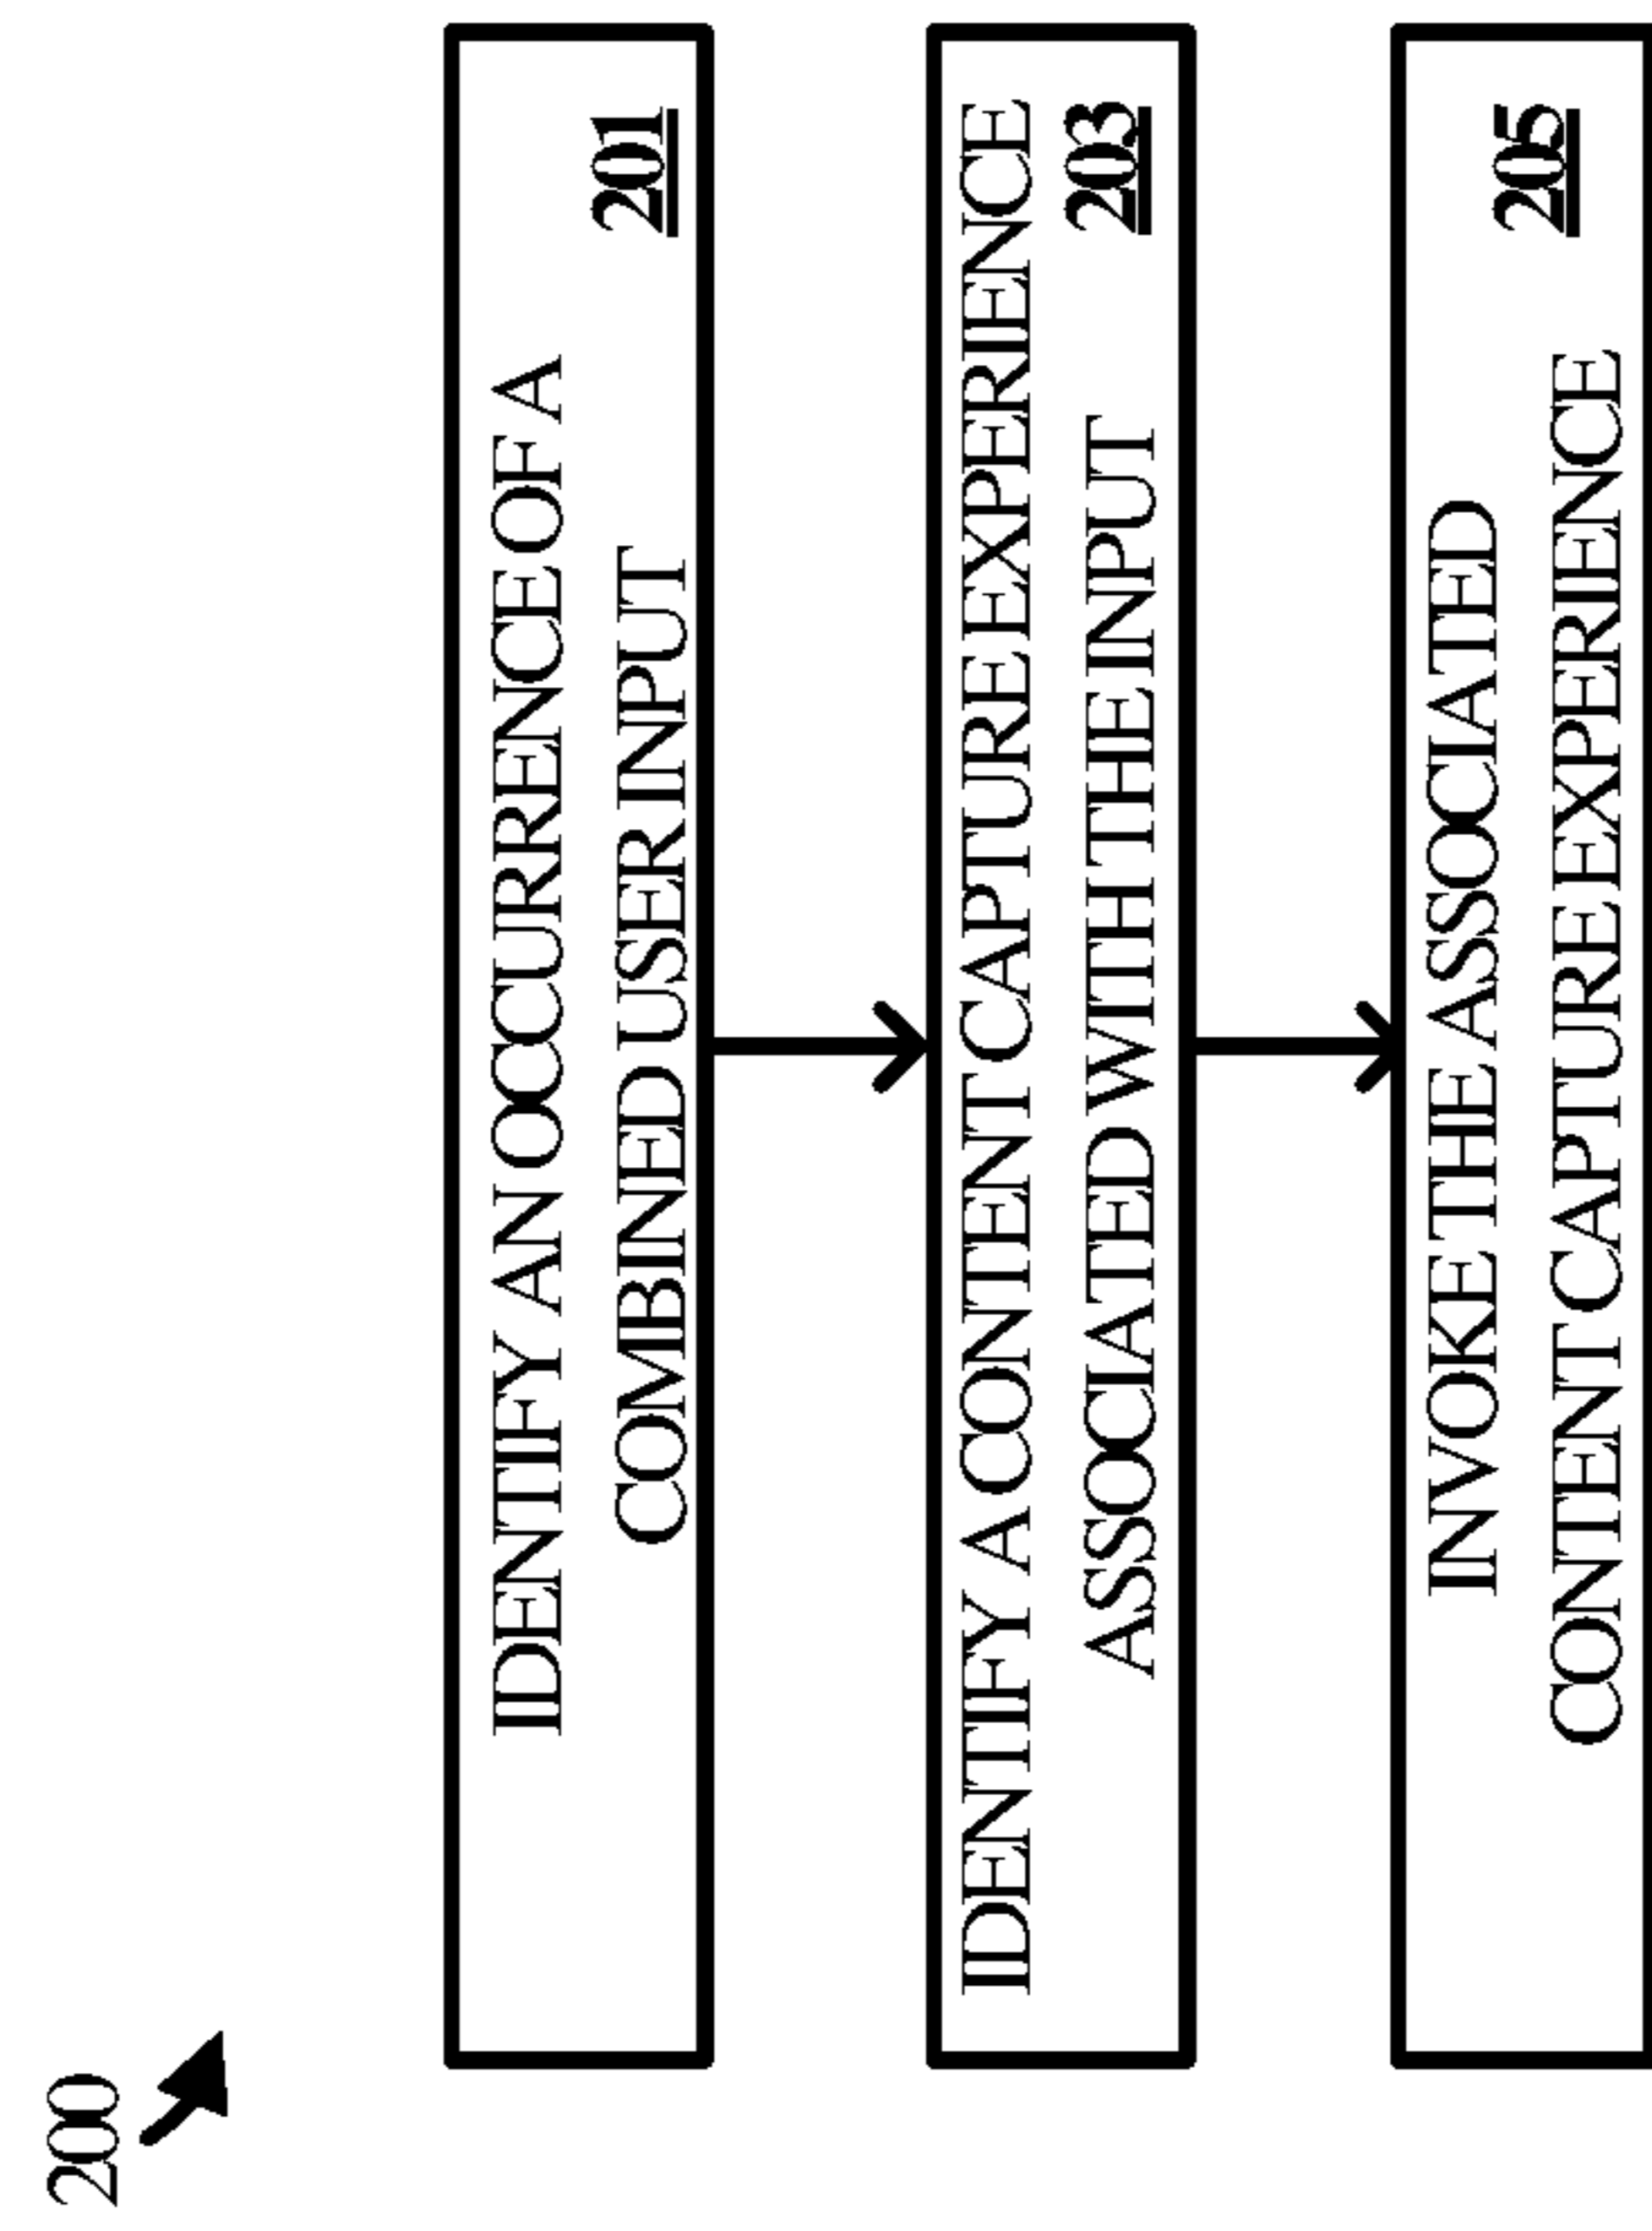 200
IDENTIFY AN OCCURRENCE OF A
COMBINED USER INPUT
201
IDENTIFY A CONTENT CAPTURE EXPERIENCE
ASSOCIATED WITH THE INPUT
203
INVOKE THE ASSOCIATED
CONTENT CAPTURE EXPERIENCE
205